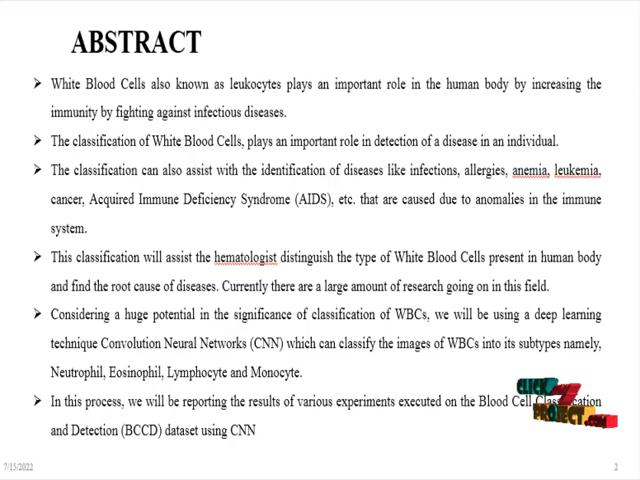 ABSTRACT
➤ White Blood Cells also known as leukocytes plays an important role in the human body by increasing the
immunity by fighting against infectious diseases.
➤ The classification of White Blood Cells, plays an important role in detection of a disease in an individual.
➤ The classification can also assist with the identification of diseases like infections, allergies, anemia, leukemia,
cancer, Acquired Immune Deficiency Syndrome (AIDS), etc. that are caused due to anomalies in the immune
system.
➤ This classification will assist the hematologist distinguish the type of White Blood Cells present in human body
and find the root cause of diseases. Currently there are a large amount of research going on in this field.
➤ Considering a huge potential in the significance of classification of WBCs, we will be using a deep learning
technique Convolution Neural Networks (CNN) which can classify the images of WBCs into its subtypes namely,
Neutrophil, Eosinophil, Lymphocyte and Monocyte.
➤ In this process, we will be reporting the results of various experiments executed on the Blood Cell Classification
and Detection (BCCD) dataset using CNN
CLICK
MY
PROJECT.COM
7/15/2022
2